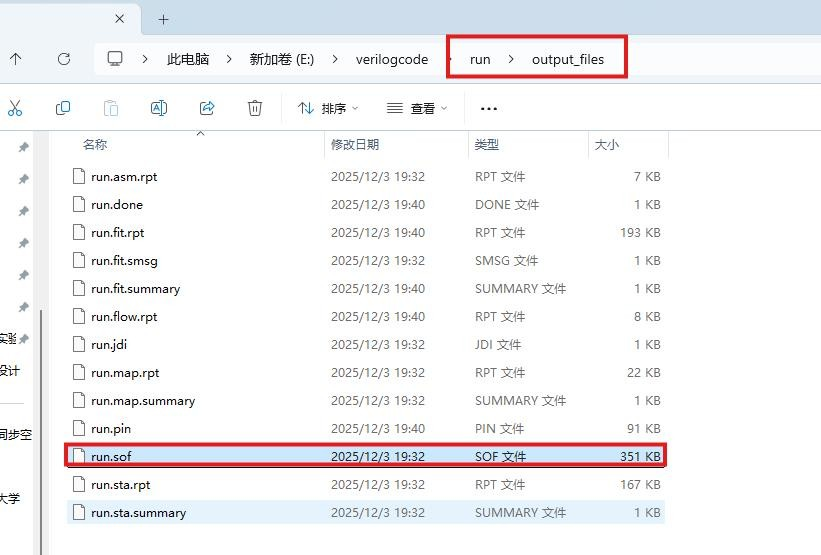 此电脑 新加卷 (E:) verilogcode run output_files
排序 查看
名称 修改日期 类型 大小
run.asm.rpt 2025/12/3 19:32 RPT 文件 7 KB
run.done 2025/12/3 19:40 DONE 文件 1 KB
run.fit.rpt 2025/12/3 19:40 RPT 文件 193 KB
run.fit.smsg 2025/12/3 19:32 SMSG 文件 1 KB
run.fit.summary 2025/12/3 19:40 SUMMARY 文件 1 KB
run.flow.rpt 2025/12/3 19:40 RPT 文件 8 KB
run.jdi 2025/12/3 19:32 JDI 文件 1 KB
run.map.rpt 2025/12/3 19:32 RPT 文件 22 KB
run.map.summary 2025/12/3 19:32 SUMMARY 文件 1 KB
run.pin 2025/12/3 19:40 PIN 文件 91 KB
run.sof 2025/12/3 19:32 SOF 文件 351 KB
run.sta.rpt 2025/12/3 19:32 RPT 文件 167 KB
run.sta.summary 2025/12/3 19:32 SUMMARY 文件 1 KB
实验
设计
同步空
大学